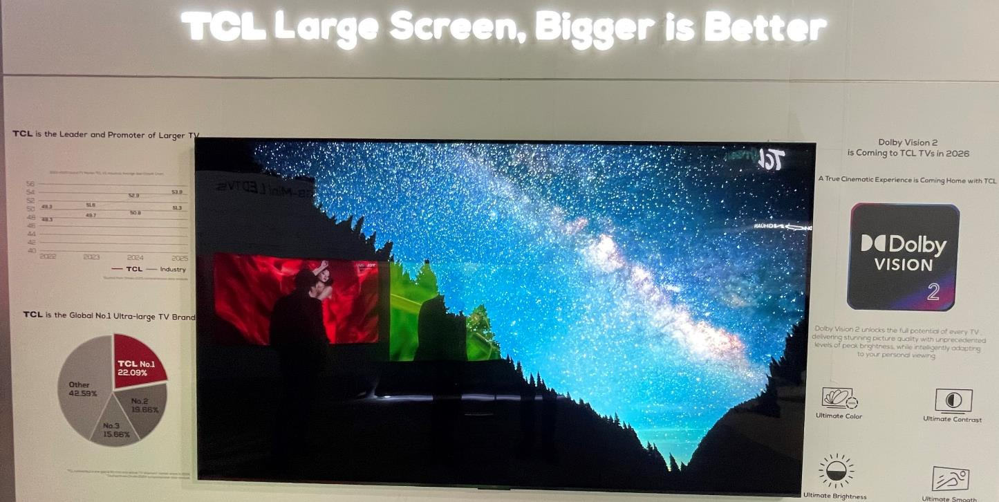 TCL Large Screen, Bigger is Better
TCL is the Leader and Promoter of Larger TV
56
54
52
50
48
46
44
42
40
49.3
51.6
52.9
53.9
48.3
49.7
50.8
51.3
2022
2023
2024
2025
TCL
Industry
TCL is the Global No.1 Ultra-large TV Brand
TCL No.1
22.09%
Other
42.59%
No.2
19.66%
No.3
15.66%
TCL
Dolby Vision 2
is Coming to TCL TVs in 2026
A True Cinematic Experience is Coming Home with TCL
Dolby
VISION
2
Dolby Vision 2 unlocks the full potential of every TV,
delivering stunning picture quality with unprecedented
levels of peak brightness, while intelligently adapting
to your personal viewing.
Ultimate Color
Ultimate Contrast
Ultimate Brightness
Ultimate Smooth